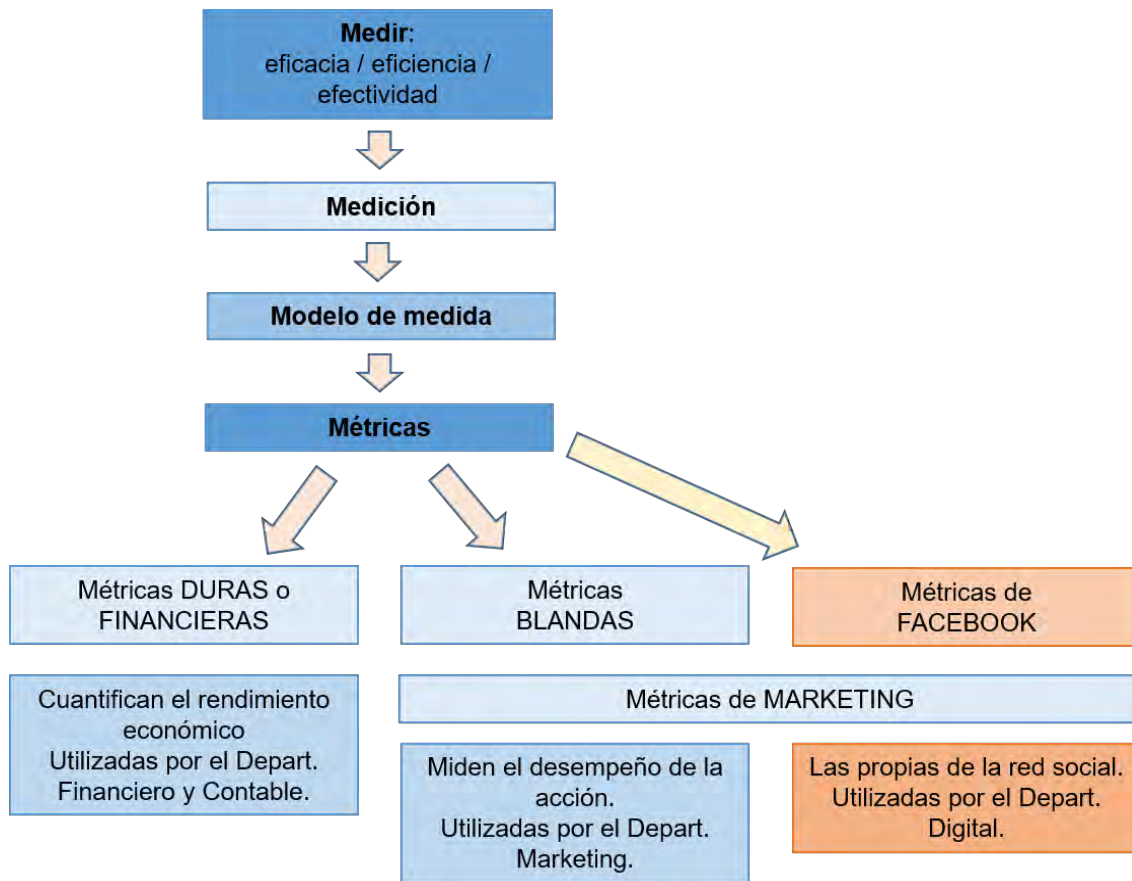 Medir:
eficacia / eficiencia /
efectividad
Medición
Modelo de medida
Métricas
Métricas DURAS o
FINANCIERAS
Métricas
BLANDAS
Métricas de
FACEBOOK
Cuantifican el rendimiento
económico
Utilizadas por el Depart.
Financiero y Contable.
Métricas de MARKETING
Miden el desempeño de la
acción.
Utilizadas por el Depart.
Marketing.
Las propias de la red social.
Utilizadas por el Depart.
Digital.